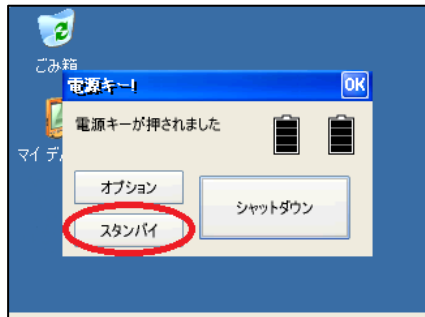 ごみ箱
電源キー!
OK
電源キーが押されました
マイ デ
オプション
シャットダウン
スタンバイ